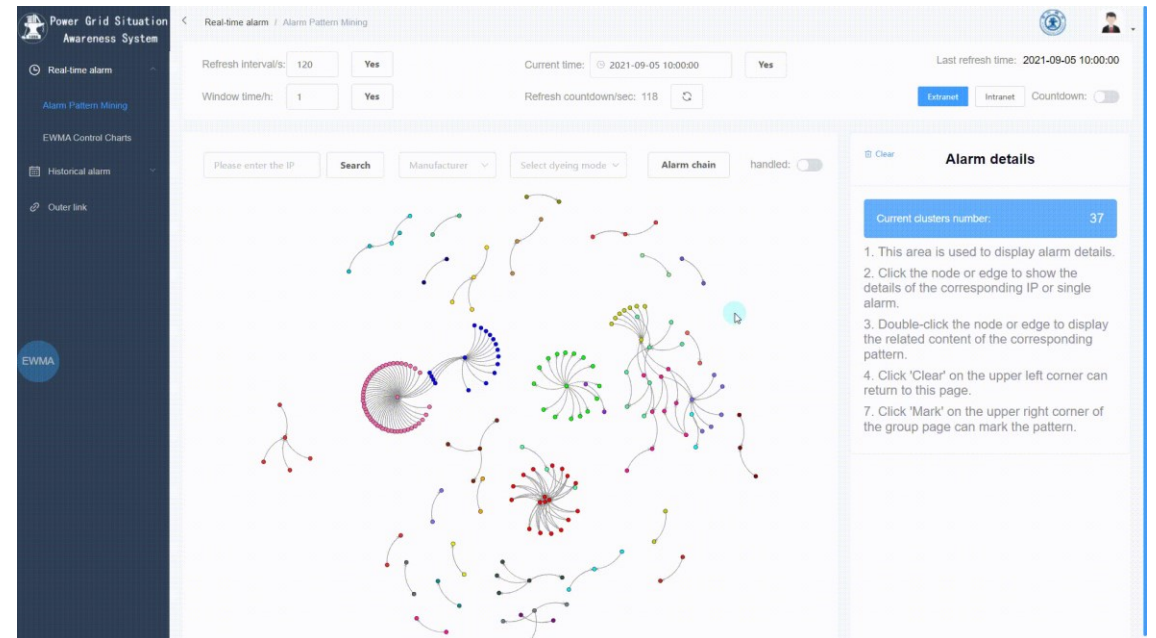 Power Grid Situation
Awareness System
Real-time alarm / Alarm Pattern Mining
Real-time alarm
Alarm Pattern Mining
EWMA Control Charts
Historical alarm
Outer link
EWMA
Refresh interval/s: 120 Yes
Current time: 2021-09-05 10:00:00 Yes
Last refresh time: 2021-09-05 10:00:00
Window time/h: 1 Yes
Refresh countdown/sec: 118
Extranet Intranet Countdown:
Please enter the IP Search Manufacturer Select dyeing mode Alarm chain handled:
Clear Alarm details
Current clusters number: 37
1. This area is used to display alarm details.
2. Click the node or edge to show the
details of the corresponding IP or single
alarm.
3. Double-click the node or edge to display
the related content of the corresponding
pattern.
4. Click 'Clear' on the upper left corner can
return to this page.
7. Click 'Mark' on the upper right corner of
the group page can mark the pattern.